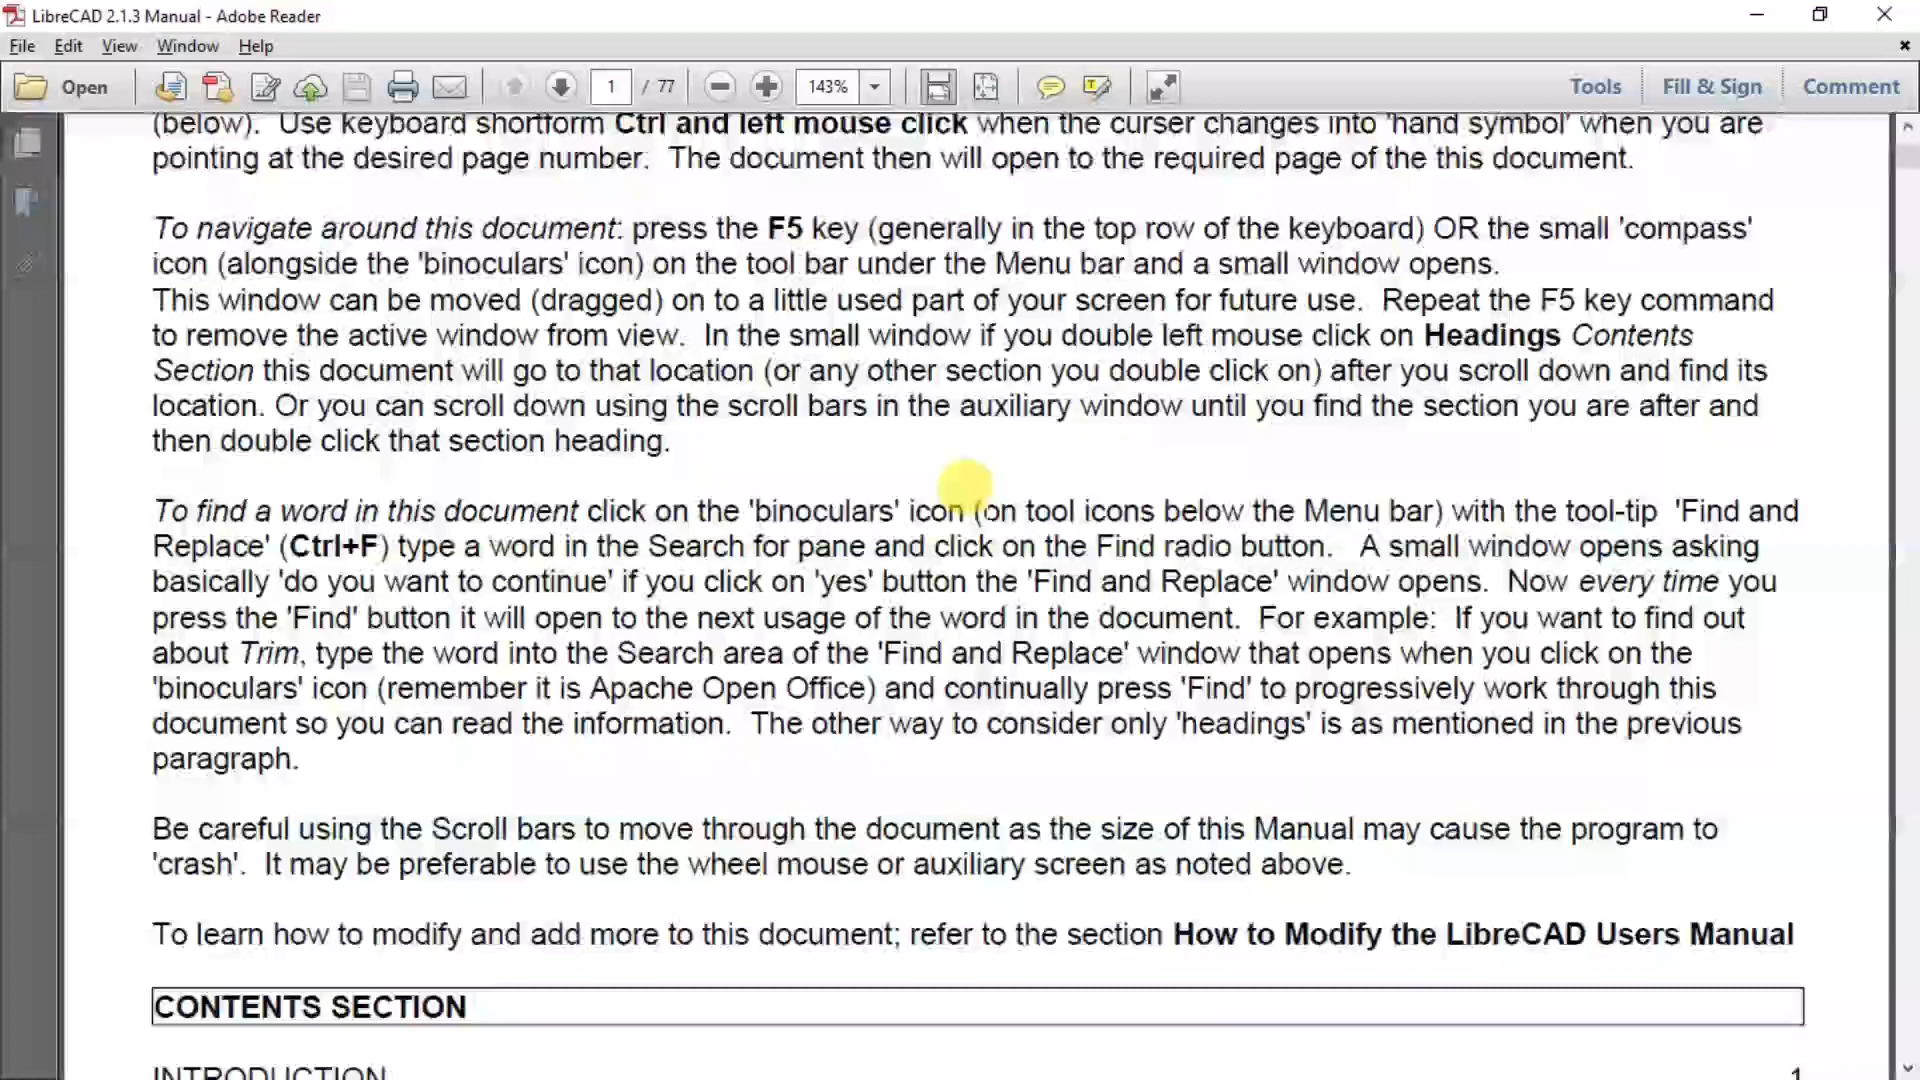 LibreCAD 2.1.3 Manual - Adobe Reader
File Edit View Window Help
Open 1 / 77 143% Tools Fill & Sign Comment
(below).  Use keyboard shortform Ctrl and left mouse click when the curser changes into 'hand symbol' when you are
pointing at the desired page number.  The document then will open to the required page of the this document.
To navigate around this document: press the F5 key (generally in the top row of the keyboard) OR the small 'compass'
icon (alongside the 'binoculars' icon) on the tool bar under the Menu bar and a small window opens.
This window can be moved (dragged) on to a little used part of your screen for future use.  Repeat the F5 key command
to remove the active window from view.  In the small window if you double left mouse click on Headings Contents
Section this document will go to that location (or any other section you double click on) after you scroll down and find its
location. Or you can scroll down using the scroll bars in the auxiliary window until you find the section you are after and
then double click that section heading.
To find a word in this document click on the 'binoculars' icon (on tool icons below the Menu bar) with the tool-tip  'Find and
Replace' (Ctrl+F) type a word in the Search for pane and click on the Find radio button.   A small window opens asking
basically 'do you want to continue' if you click on 'yes' button the 'Find and Replace' window opens.  Now every time you
press the 'Find' button it will open to the next usage of the word in the document.  For example:  If you want to find out
about Trim, type the word into the Search area of the 'Find and Replace' window that opens when you click on the
'binoculars' icon (remember it is Apache Open Office) and continually press 'Find' to progressively work through this
document so you can read the information.  The other way to consider only 'headings' is as mentioned in the previous
paragraph.
Be careful using the Scroll bars to move through the document as the size of this Manual may cause the program to
'crash'.  It may be preferable to use the wheel mouse or auxiliary screen as noted above.
To learn how to modify and add more to this document; refer to the section How to Modify the LibreCAD Users Manual
CONTENTS SECTION
INTRODUCTION 1